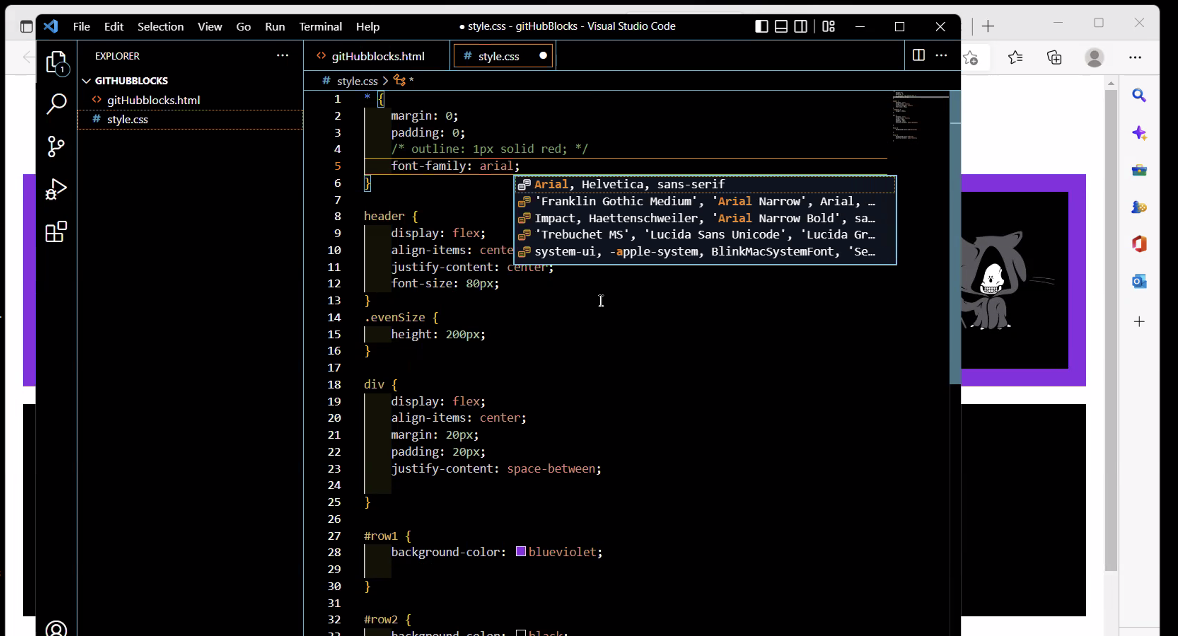 File Edit Selection View Go Run Terminal Help
● style.css - gitHubBlocks - Visual Studio Code
EXPLORER ···
GITHUBBLOCKS
<> gitHubblocks.html
# style.css
1
<> gitHubblocks.html
# style.css ●
# style.css > *
1 * {
2 margin: 0;
3 padding: 0;
4 /* outline: 1px solid red; */
5 font-family: arial;
6 }
Arial, Helvetica, sans-serif
'Franklin Gothic Medium', 'Arial Narrow', Arial, …
Impact, Haettenschweiler, 'Arial Narrow Bold', sa…
'Trebuchet MS', 'Lucida Sans Unicode', 'Lucida Gr…
system-ui, -apple-system, BlinkMacSystemFont, 'Se…
7
8 header {
9 display: flex;
10 align-items: cente
11 justify-content: center;
12 font-size: 80px;
13 }
14 .evenSize {
15 height: 200px;
16 }
17
18 div {
19 display: flex;
20 align-items: center;
21 margin: 20px;
22 padding: 20px;
23 justify-content: space-between;
24
25 }
26
27 #row1 {
28 background-color: blueviolet;
29
30 }
31
32 #row2 {
33 background-color: black;